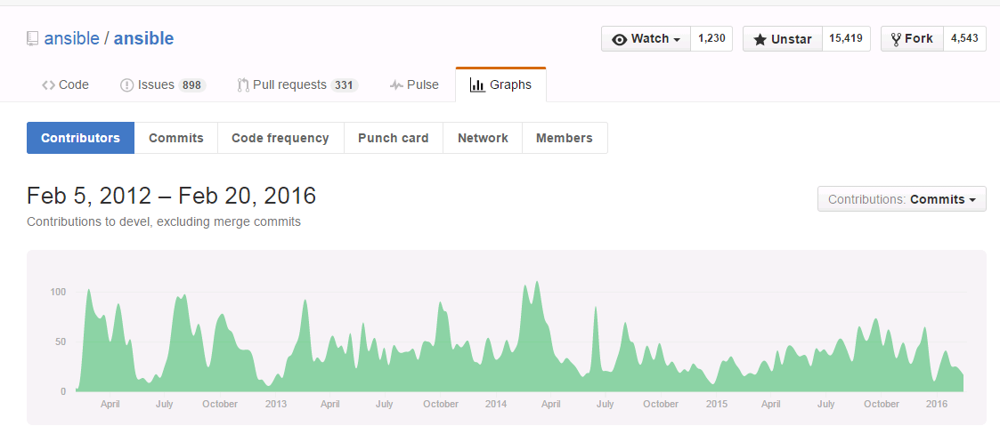 ansible / ansible
Watch 1,230 Unstar 15,419 Fork 4,543
Code Issues 898 Pull requests 331 Pulse Graphs
Contributors Commits Code frequency Punch card Network Members
Feb 5, 2012 – Feb 20, 2016
Contributions: Commits
Contributions to devel, excluding merge commits
100
50
0
April July October 2013 April July October 2014 April July October 2015 April July October 2016